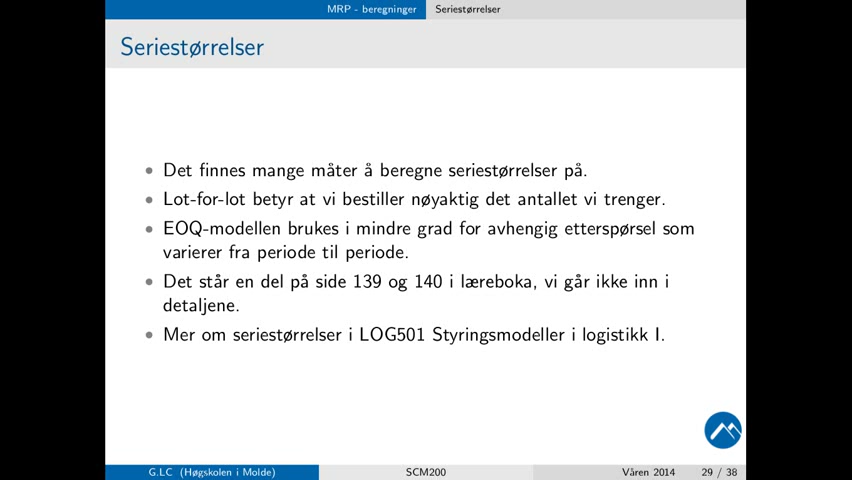 MRP - beregninger Seriestørrelser
Seriestørrelser
• Det finnes mange måter å beregne seriestørrelser på.
• Lot-for-lot betyr at vi bestiller nøyaktig det antallet vi trenger.
• EOQ-modellen brukes i mindre grad for avhengig etterspørsel som
varierer fra periode til periode.
• Det står en del på side 139 og 140 i læreboka, vi går ikke inn i
detaljene.
• Mer om seriestørrelser i LOG501 Styringsmodeller i logistikk I.
G.LC (Høgskolen i Molde) SCM200 Våren 2014 29 / 38